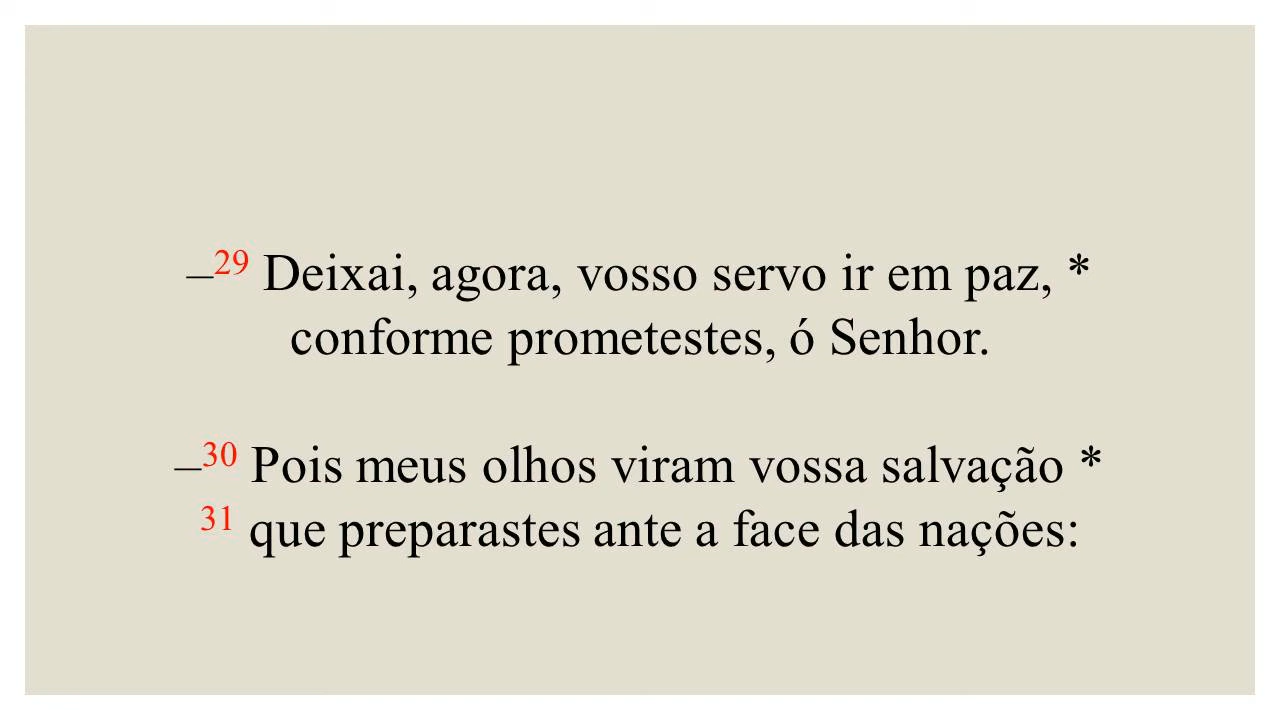 –29 Deixai, agora, vosso servo ir em paz, *
conforme prometestes, ó Senhor.
–30 Pois meus olhos viram vossa salvação *
31 que preparastes ante a face das nações: